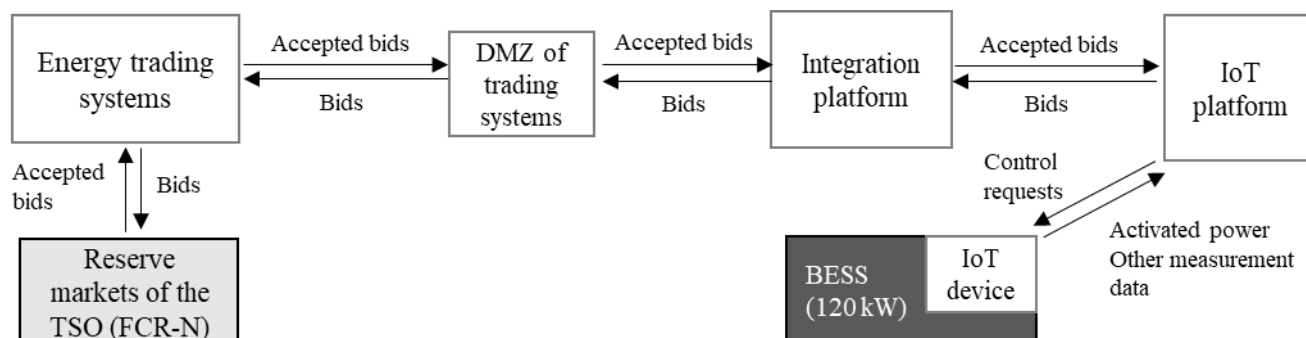 Energy trading
systems
Accepted bids
Bids
DMZ of
trading
systems
Accepted bids
Bids
Integration
platform
Accepted bids
Bids
IoT
platform
Accepted
bids
Bids
Control
requests
Activated power
Other measurement
data
Reserve
markets of the
TSO (FCR-N)
BESS
(120 kW)
IoT
device